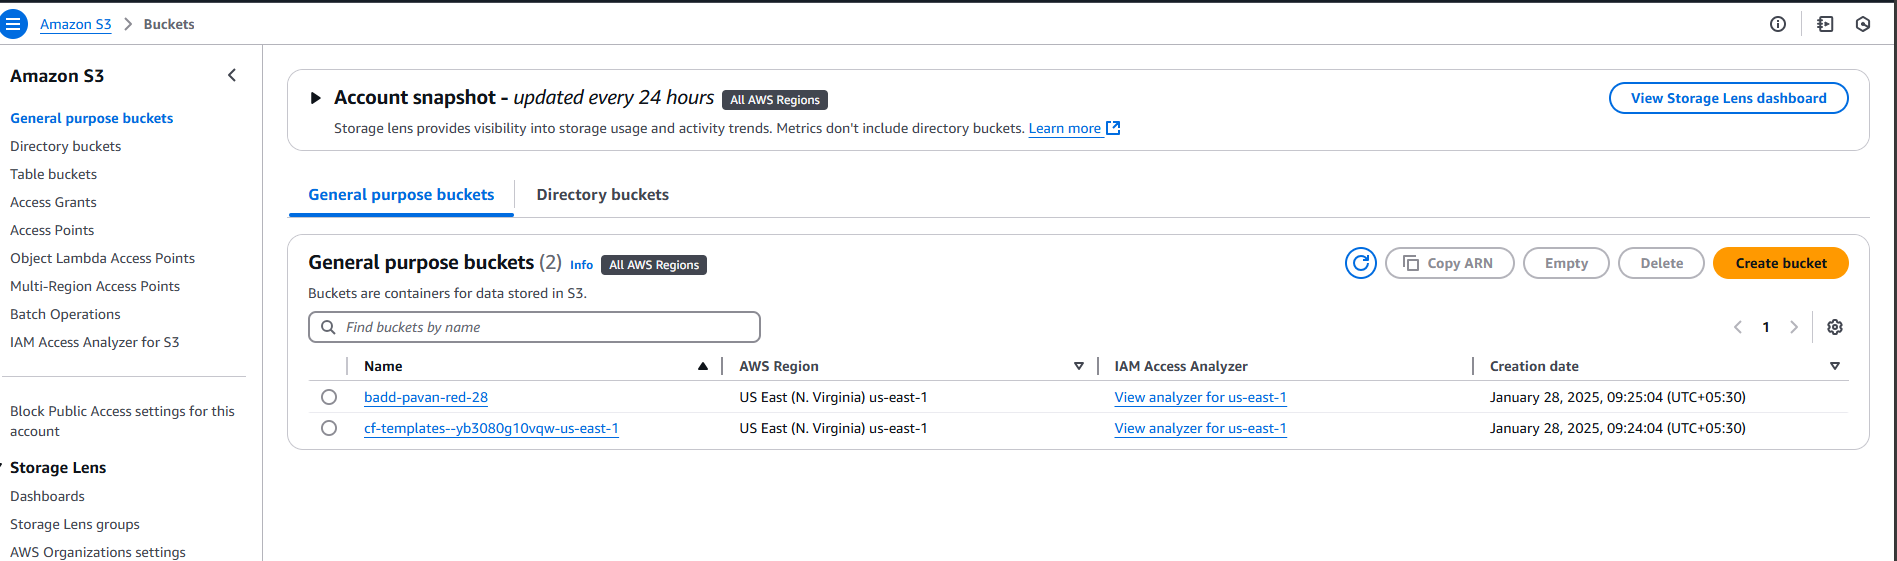 Amazon S3 > Buckets
Amazon S3
General purpose buckets
Directory buckets
Table buckets
Access Grants
Access Points
Object Lambda Access Points
Multi-Region Access Points
Batch Operations
IAM Access Analyzer for S3
Block Public Access settings for this
account
Storage Lens
Dashboards
Storage Lens groups
AWS Organizations settings
Account snapshot - updated every 24 hours All AWS Regions
View Storage Lens dashboard
Storage lens provides visibility into storage usage and activity trends. Metrics don't include directory buckets. Learn more
General purpose buckets Directory buckets
General purpose buckets (2) Info All AWS Regions
Copy ARN Empty Delete Create bucket
Buckets are containers for data stored in S3.
Find buckets by name
1
Name AWS Region IAM Access Analyzer Creation date
badd-pavan-red-28 US East (N. Virginia) us-east-1 View analyzer for us-east-1 January 28, 2025, 09:25:04 (UTC+05:30)
cf-templates--yb3080g10vqw-us-east-1 US East (N. Virginia) us-east-1 View analyzer for us-east-1 January 28, 2025, 09:24:04 (UTC+05:30)